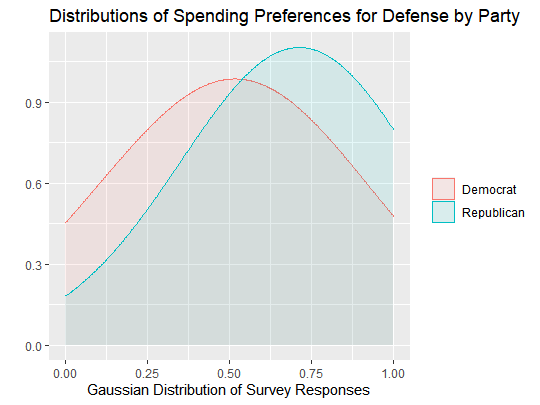 Distributions of Spending Preferences for Defense by Party
0.9
0.6
0.3
0.0
0.00 0.25 0.50 0.75 1.00
Gaussian Distribution of Survey Responses
Democrat
Republican